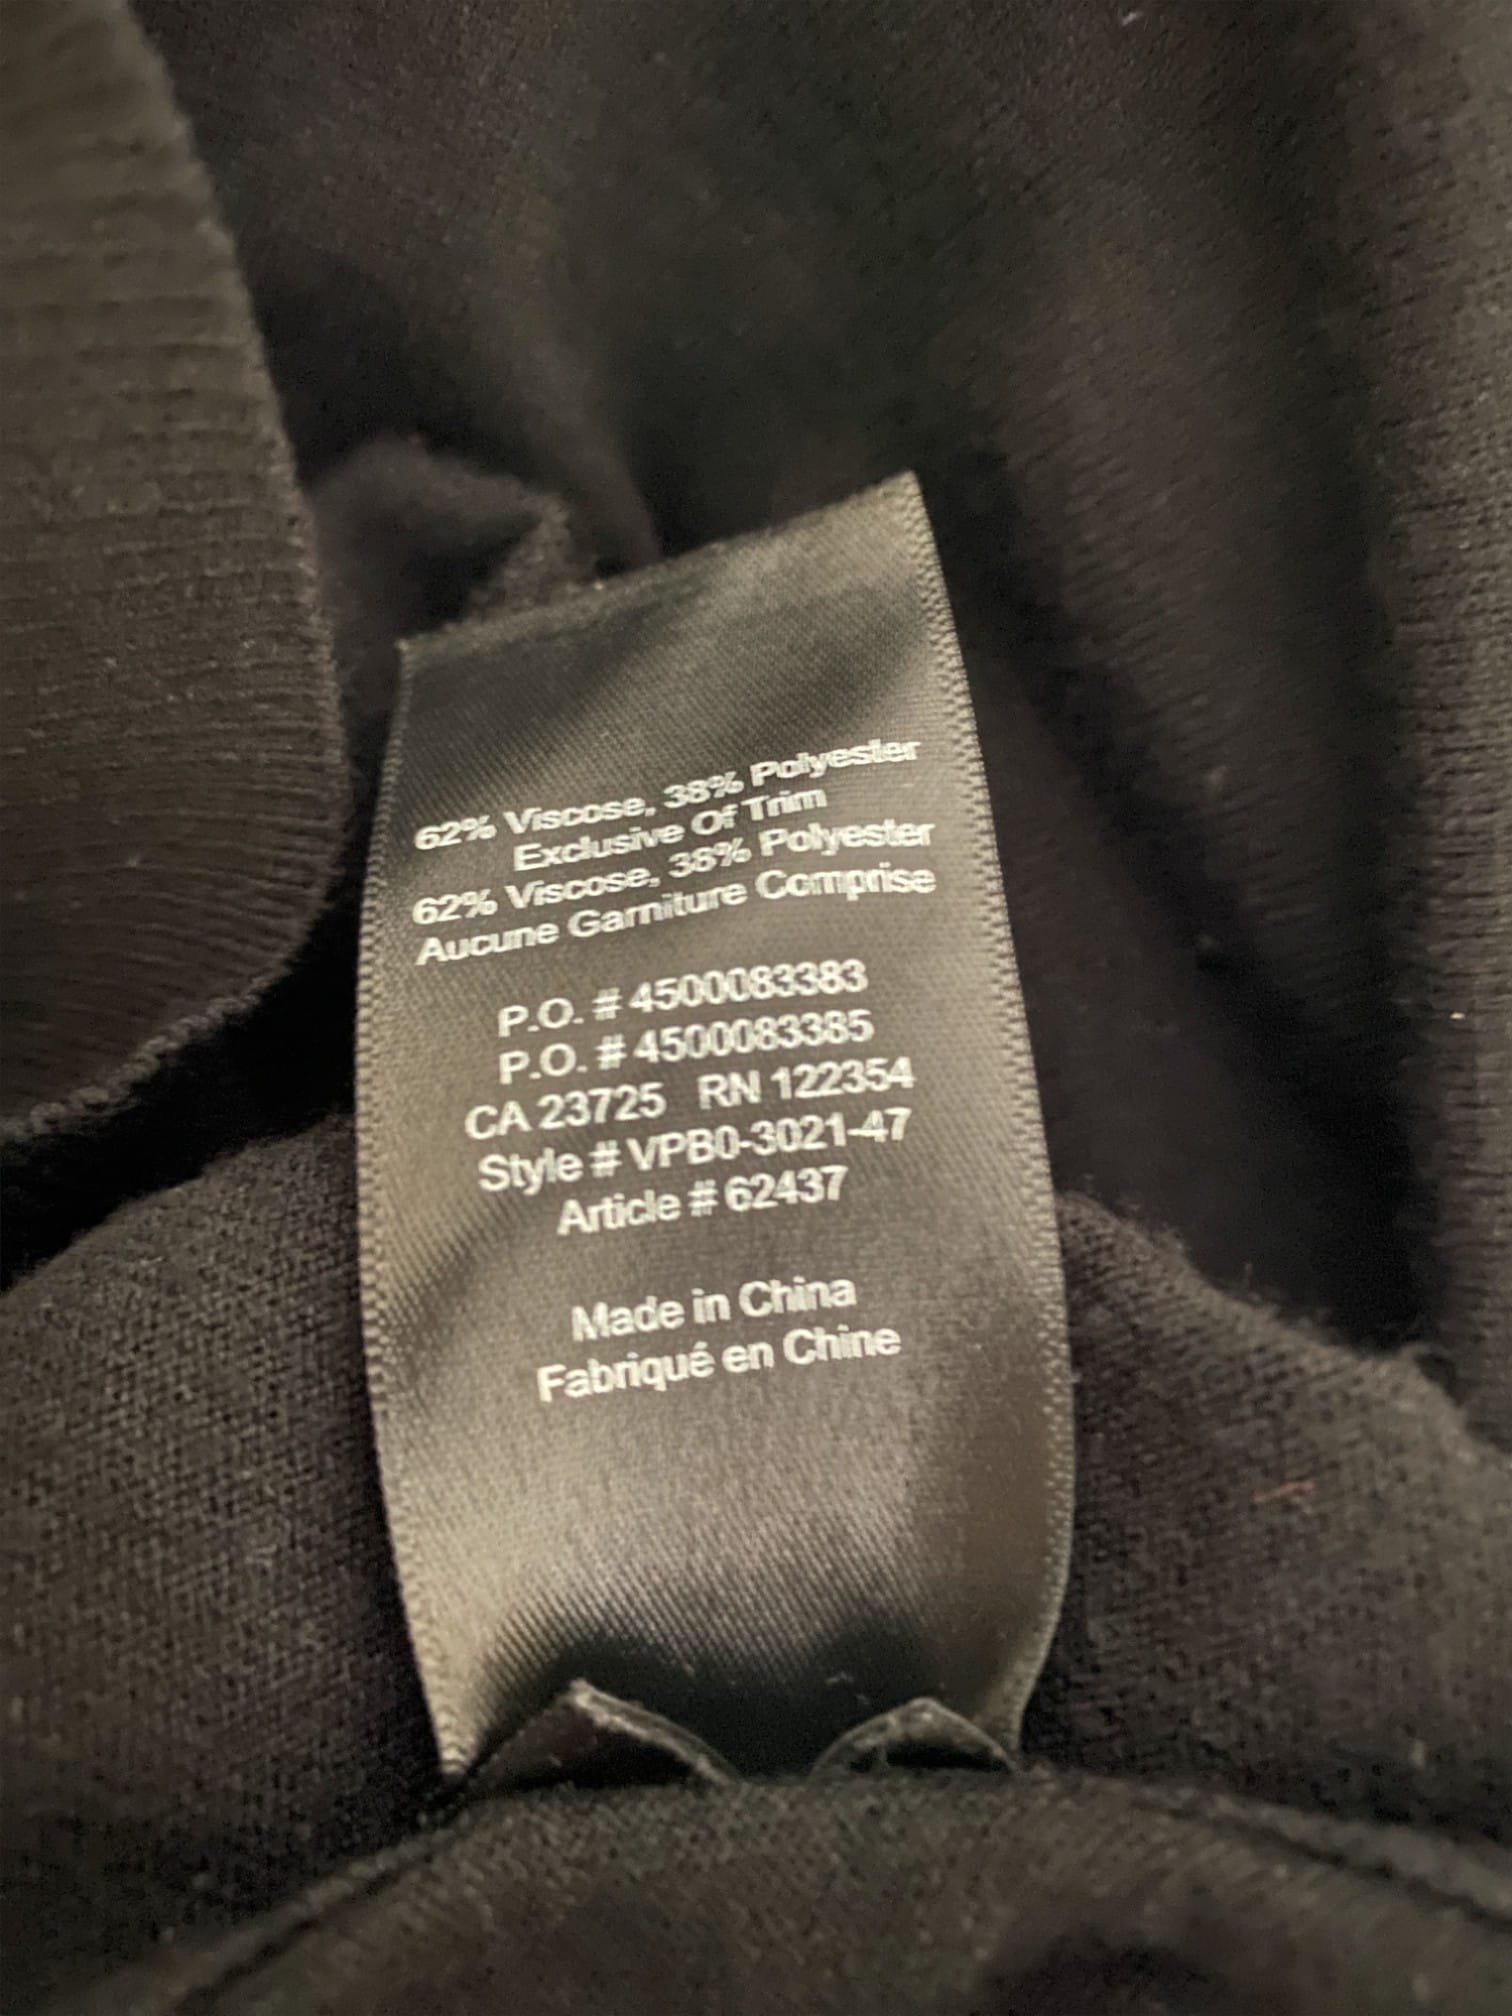 62% Viscose, 38% Polyester
Exclusive Of Trim
62% Viscose, 38% Polyester
Aucune Garniture Comprise
P.O. # 4500083383
P.O. # 4500083385
CA 23725 RN 122354
Style # VPB0-3021-47
Article # 62437
Made in China
Fabriqué en Chine